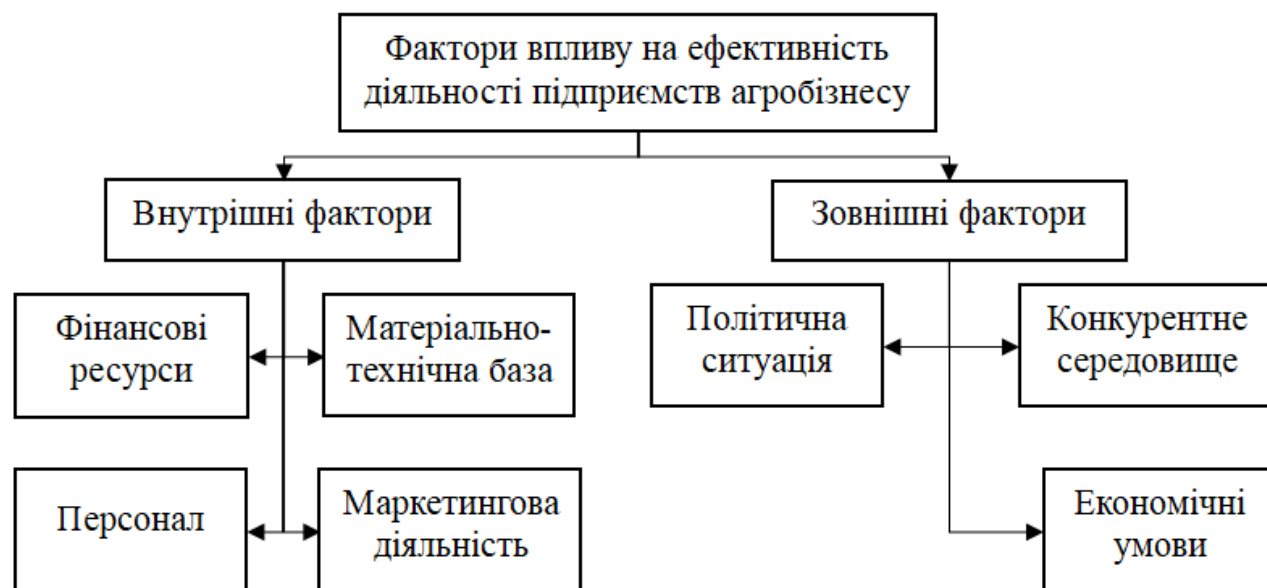 Фактори впливу на ефективність
діяльності підприємств агробізнесу
Внутрішні фактори
Зовнішні фактори
Фінансові
ресурси
Матеріально-
технічна база
Політична
ситуація
Конкурентне
середовище
Персонал
Маркетингова
діяльність
Економічні
умови